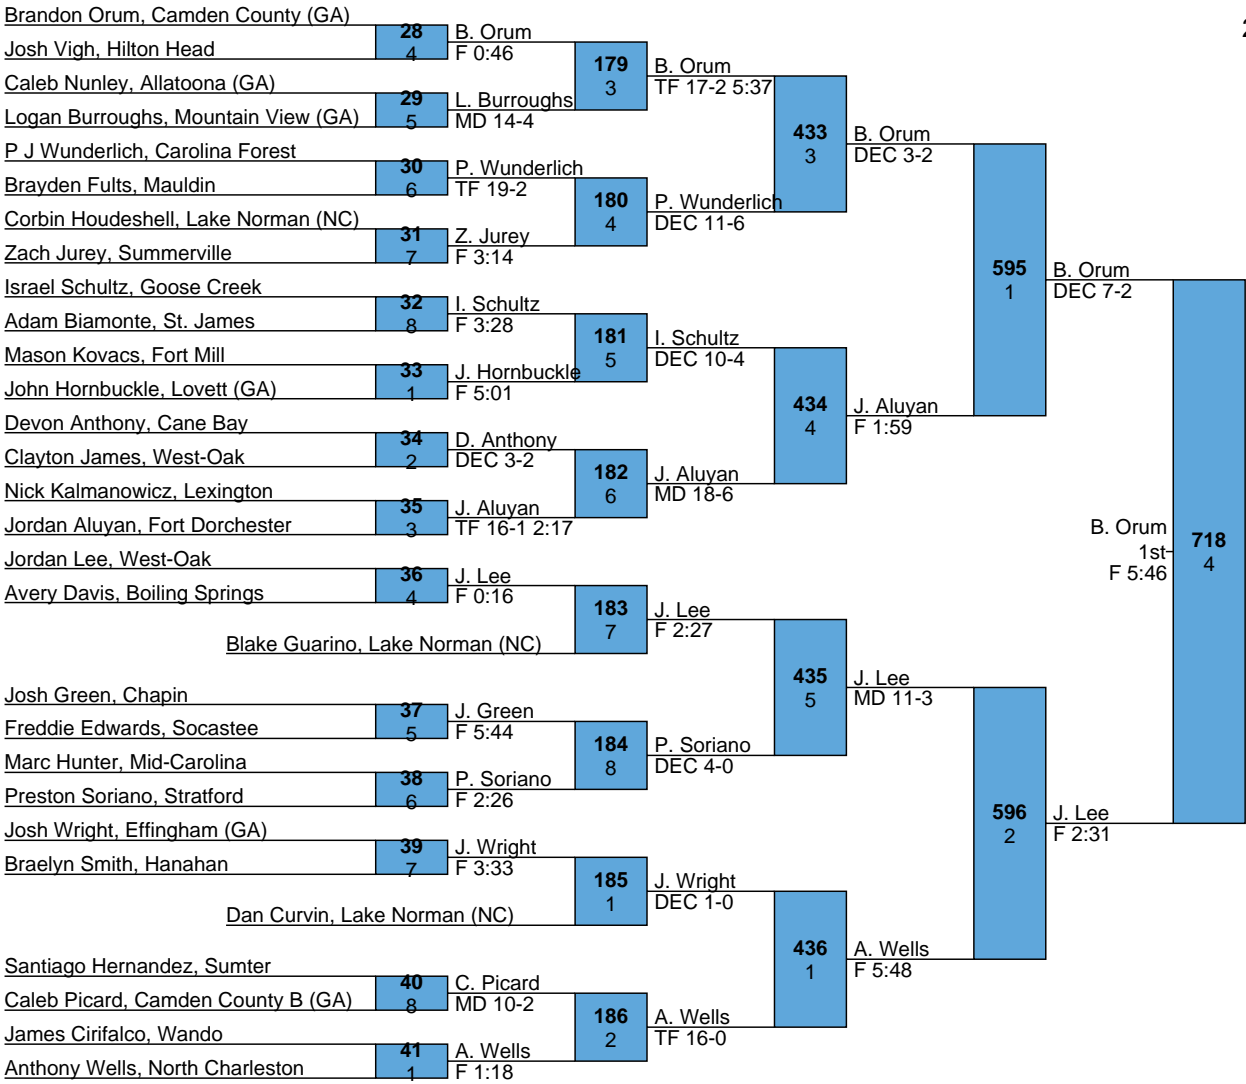 Brandon Orum, Camden County (GA)
28
4
B. Orum
F 0:46
Josh Vigh, Hilton Head
179
3
B. Orum
TF 17-2 5:37
Caleb Nunley, Allatoona (GA)
29
5
L. Burroughs
MD 14-4
Logan Burroughs, Mountain View (GA)
433
3
B. Orum
DEC 3-2
P J Wunderlich, Carolina Forest
30
6
P. Wunderlich
TF 19-2
Brayden Fults, Mauldin
180
4
P. Wunderlich
DEC 11-6
Corbin Houdeshell, Lake Norman (NC)
31
7
Z. Jurey
F 3:14
Zach Jurey, Summerville
595
1
B. Orum
DEC 7-2
Israel Schultz, Goose Creek
32
8
I. Schultz
F 3:28
Adam Biamonte, St. James
181
5
I. Schultz
DEC 10-4
Mason Kovacs, Fort Mill
33
1
J. Hornbuckle
F 5:01
John Hornbuckle, Lovett (GA)
434
4
J. Aluyan
F 1:59
Devon Anthony, Cane Bay
34
2
D. Anthony
DEC 3-2
Clayton James, West-Oak
182
6
J. Aluyan
MD 18-6
Nick Kalmanowicz, Lexington
35
3
J. Aluyan
TF 16-1 2:17
Jordan Aluyan, Fort Dorchester
B. Orum
1st
F 5:46
718
4
Jordan Lee, West-Oak
36
4
J. Lee
F 0:16
Avery Davis, Boiling Springs
183
7
J. Lee
F 2:27
Blake Guarino, Lake Norman (NC)
435
5
J. Lee
MD 11-3
Josh Green, Chapin
37
5
J. Green
F 5:44
Freddie Edwards, Socastee
184
8
P. Soriano
DEC 4-0
Marc Hunter, Mid-Carolina
38
6
P. Soriano
F 2:26
Preston Soriano, Stratford
596
2
J. Lee
F 2:31
Josh Wright, Effingham (GA)
39
7
J. Wright
F 3:33
Braelyn Smith, Hanahan
185
1
J. Wright
DEC 1-0
Dan Curvin, Lake Norman (NC)
436
1
A. Wells
F 5:48
Santiago Hernandez, Sumter
40
8
C. Picard
MD 10-2
Caleb Picard, Camden County B (GA)
186
2
A. Wells
TF 16-0
James Cirifalco, Wando
41
1
A. Wells
F 1:18
Anthony Wells, North Charleston